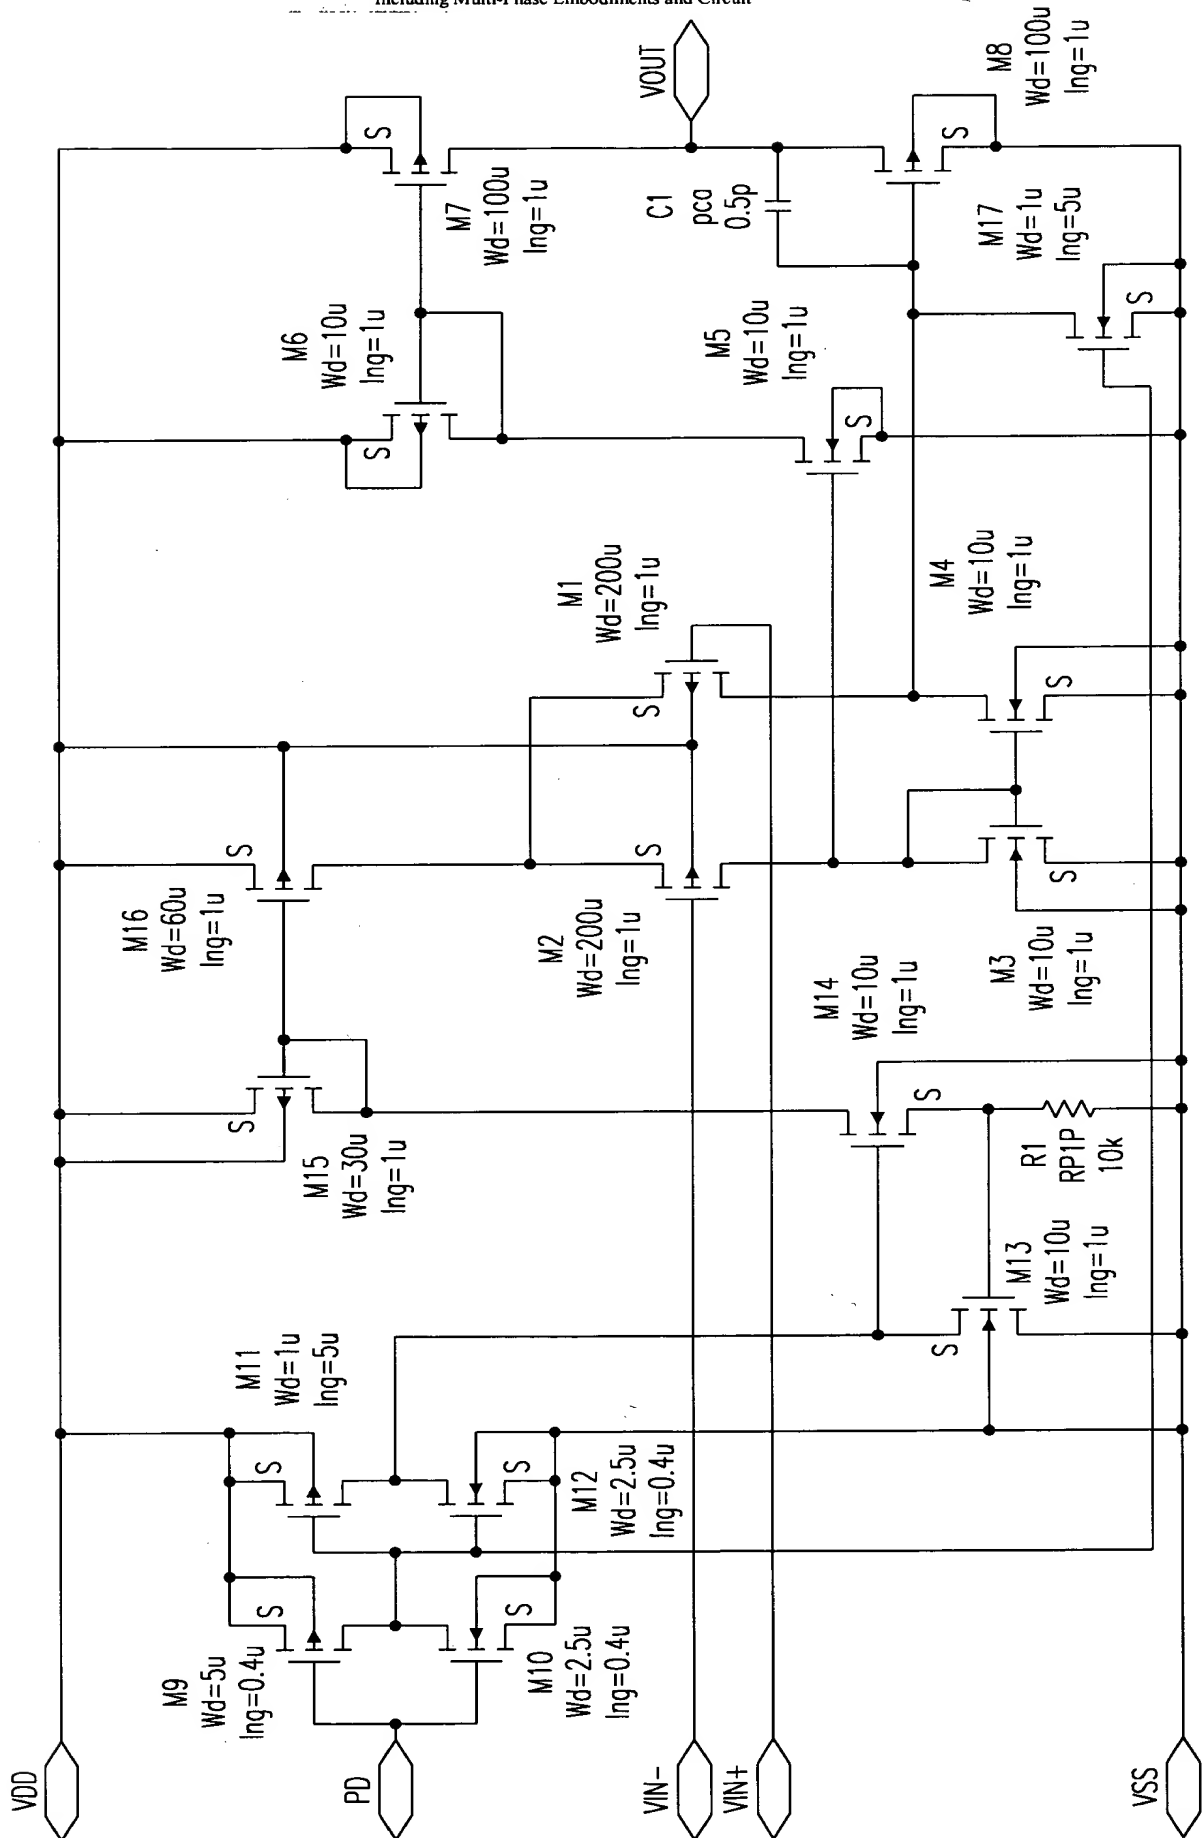 Including Multi-Phase Embodiments and Circuit
VDD
PD
VIN-
VIN+
VSS
VOUT
M9
Wd=5u
lng=0.4u
S
M10
Wd=2.5u
lng=0.4u
S
M11
Wd=1u
lng=5u
S
M12
Wd=2.5u
lng=0.4u
S
M13
Wd=10u
lng=1u
S
R1
RP1P
10k
M14
Wd=10u
lng=1u
S
M15
Wd=30u
lng=1u
S
M16
Wd=60u
lng=1u
S
M2
Wd=200u
lng=1u
S
M1
Wd=200u
lng=1u
S
M3
Wd=10u
lng=1u
S
M4
Wd=10u
lng=1u
S
M5
Wd=10u
lng=1u
S
M6
Wd=10u
lng=1u
S
M7
Wd=100u
lng=1u
S
C1
pca
0.5p
M17
Wd=1u
lng=5u
S
M8
Wd=100u
lng=1u
S